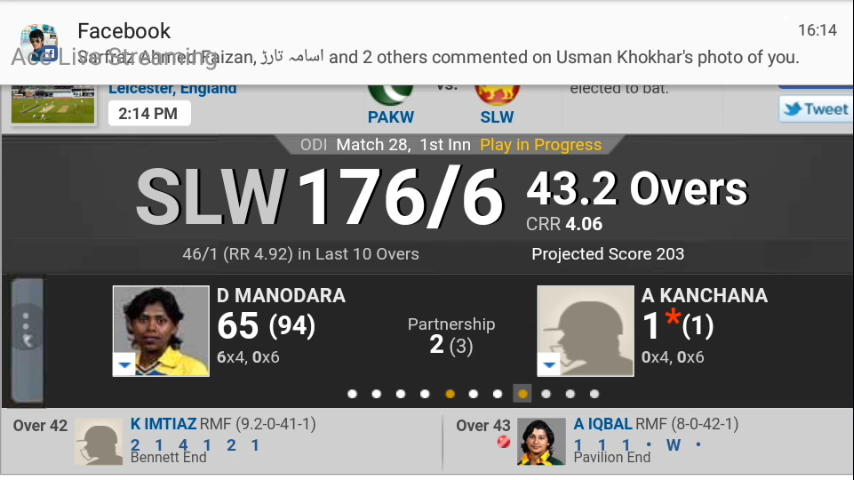 Facebook
16:14
Ace Live Streaming
Sarfraz Ahmed Faizan, اسامہ تارڑ and 2 others commented on Usman Khokhar's photo of you.
Leicester, England
vs.
elected to bat.
2:14 PM
PAKW
SLW
Tweet
ODI Match 28, 1st Inn Play in Progress
SLW 176/6
43.2 Overs
CRR 4.06
46/1 (RR 4.92) in Last 10 Overs
Projected Score 203
D MANODARA
65 (94)
6x4, 0x6
Partnership
2 (3)
A KANCHANA
1*(1)
0x4, 0x6
Over 42
K IMTIAZ RMF (9.2-0-41-1)
2 1 4 1 2 1
Bennett End
Over 43
A IQBAL RMF (8-0-42-1)
1 1 1 • W •
Pavilion End